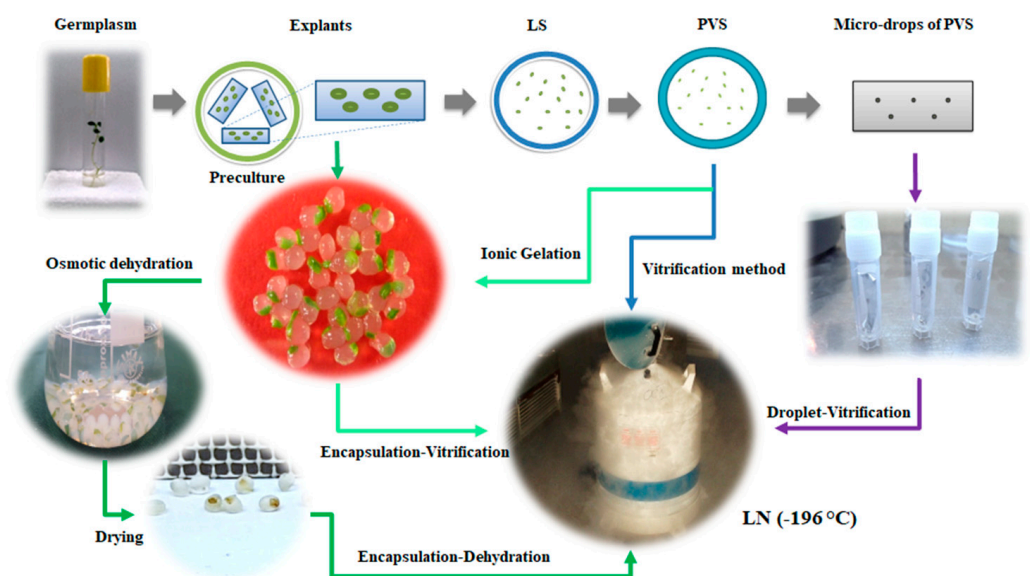 Germplasm
Explants
LS
PVS
Micro-drops of PVS
Preculture
Ionic Gelation
Vitrification method
Osmotic dehydration
Droplet-Vitrification
Encapsulation-Vitrification
LN (-196 °C)
Drying
Encapsulation-Dehydration